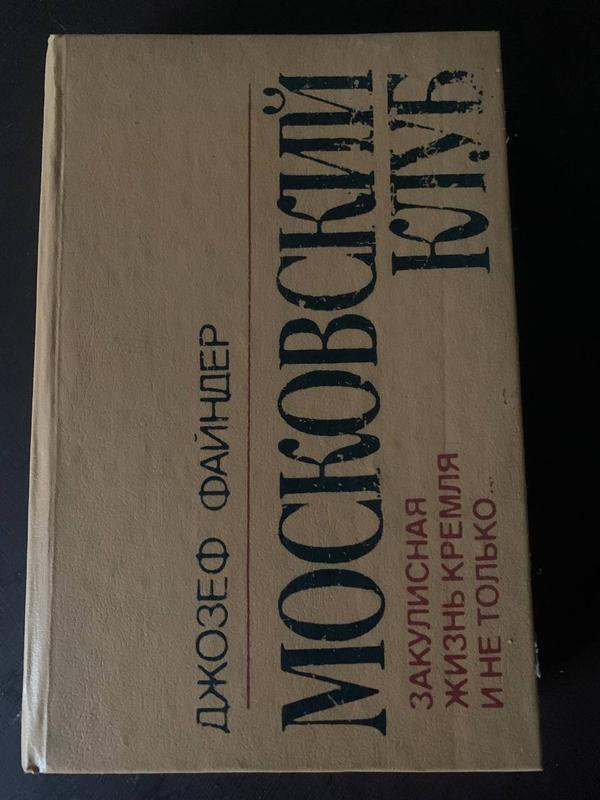 ДЖОЗЕФ ФАЙНДЕР
МОСКОВСКИЙ
КЛУБ
ЗАКУЛИСНАЯ
ЖИЗНЬ КРЕМЛЯ
И НЕ ТОЛЬКО...